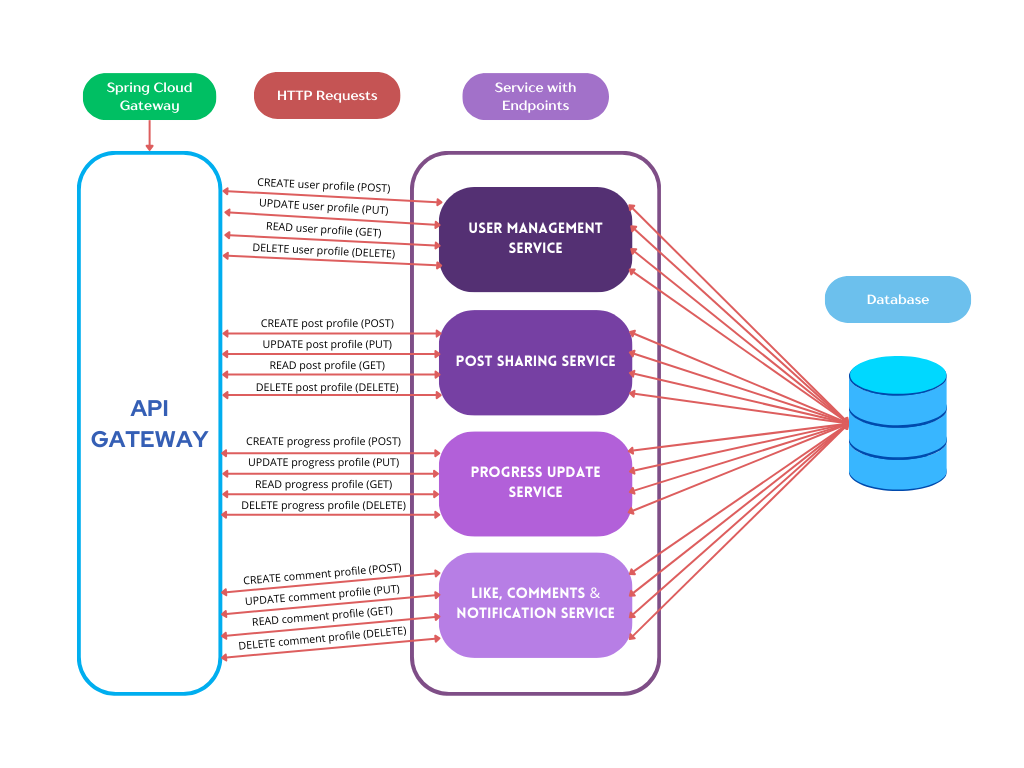 Spring Cloud
Gateway
HTTP Requests
Service with
Endpoints
CREATE user profile (POST)
UPDATE user profile (PUT)
READ user profile (GET)
DELETE user profile (DELETE)
USER MANAGEMENT
SERVICE
Database
CREATE post profile (POST)
UPDATE post profile (PUT)
READ post profile (GET)
DELETE post profile (DELETE)
POST SHARING SERVICE
API
GATEWAY
CREATE progress profile (POST)
UPDATE progress profile (PUT)
READ progress profile (GET)
DELETE progress profile (DELETE)
PROGRESS UPDATE
SERVICE
CREATE comment profile (POST)
UPDATE comment profile (PUT)
READ comment profile (GET)
DELETE comment profile (DELETE)
LIKE, COMMENTS &
NOTIFICATION SERVICE